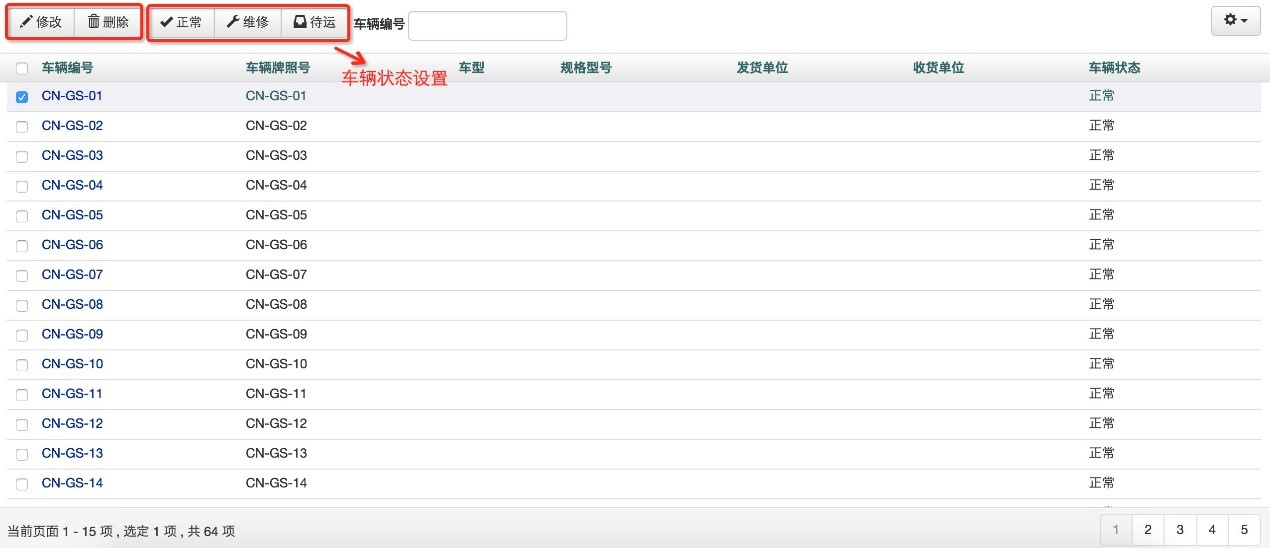 修改 删除 正常 维修 待运 车辆编号
车辆状态设置
车辆编号 车辆牌照号 车型 规格型号 发货单位 收货单位 车辆状态
CN-GS-01 CN-GS-01 正常
CN-GS-02 CN-GS-02 正常
CN-GS-03 CN-GS-03 正常
CN-GS-04 CN-GS-04 正常
CN-GS-05 CN-GS-05 正常
CN-GS-06 CN-GS-06 正常
CN-GS-07 CN-GS-07 正常
CN-GS-08 CN-GS-08 正常
CN-GS-09 CN-GS-09 正常
CN-GS-10 CN-GS-10 正常
CN-GS-11 CN-GS-11 正常
CN-GS-12 CN-GS-12 正常
CN-GS-13 CN-GS-13 正常
CN-GS-14 CN-GS-14 正常
当前页面 1 - 15 项 , 选定 1 项 , 共 64 项 1 2 3 4 5